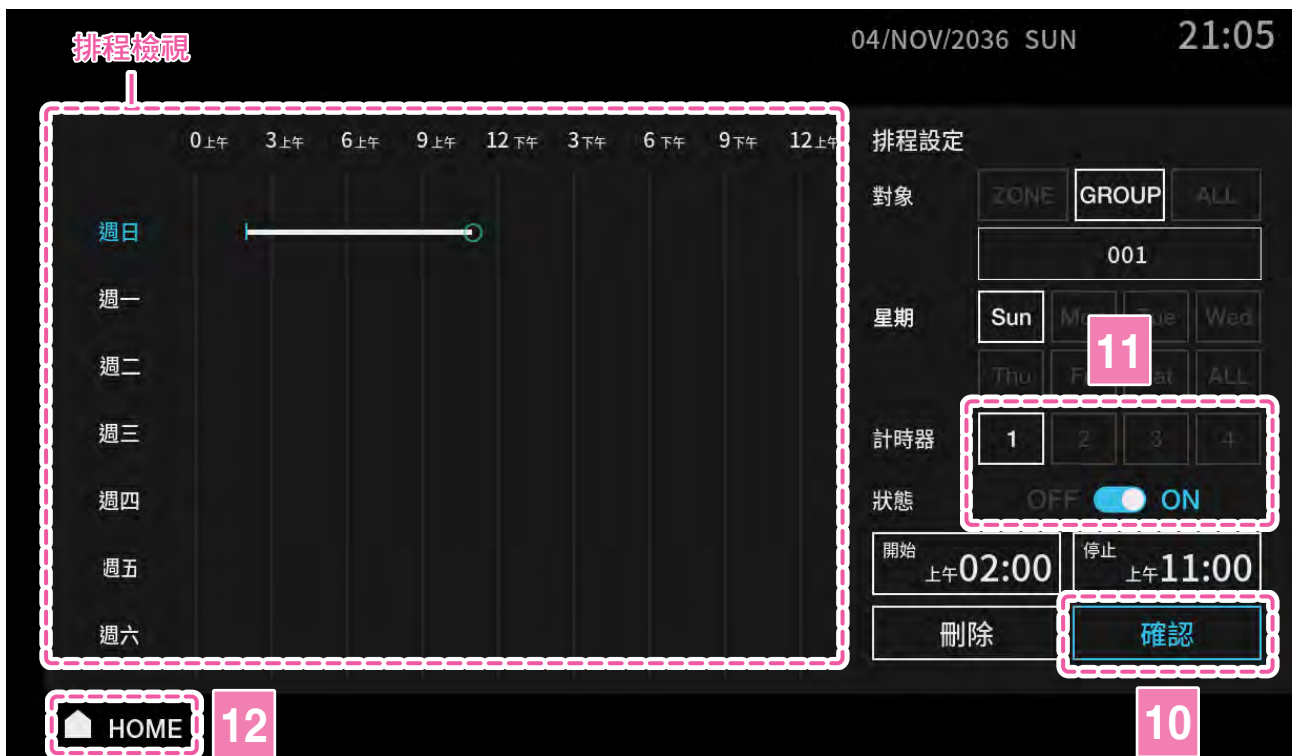 排程檢視
04/NOV/2036 SUN 21:05
0上午 3上午 6上午 9上午 12下午 3下午 6下午 9下午 12上午
週日
週一
週二
週三
週四
週五
週六
排程設定
對象 ZONE GROUP ALL
001
星期 Sun Mon Tue Wed
11
Thu Fri Sat ALL
計時器 1 2 3 4
狀態 OFF ON
開始 上午02:00 停止 上午11:00
刪除 確認
HOME 12 10